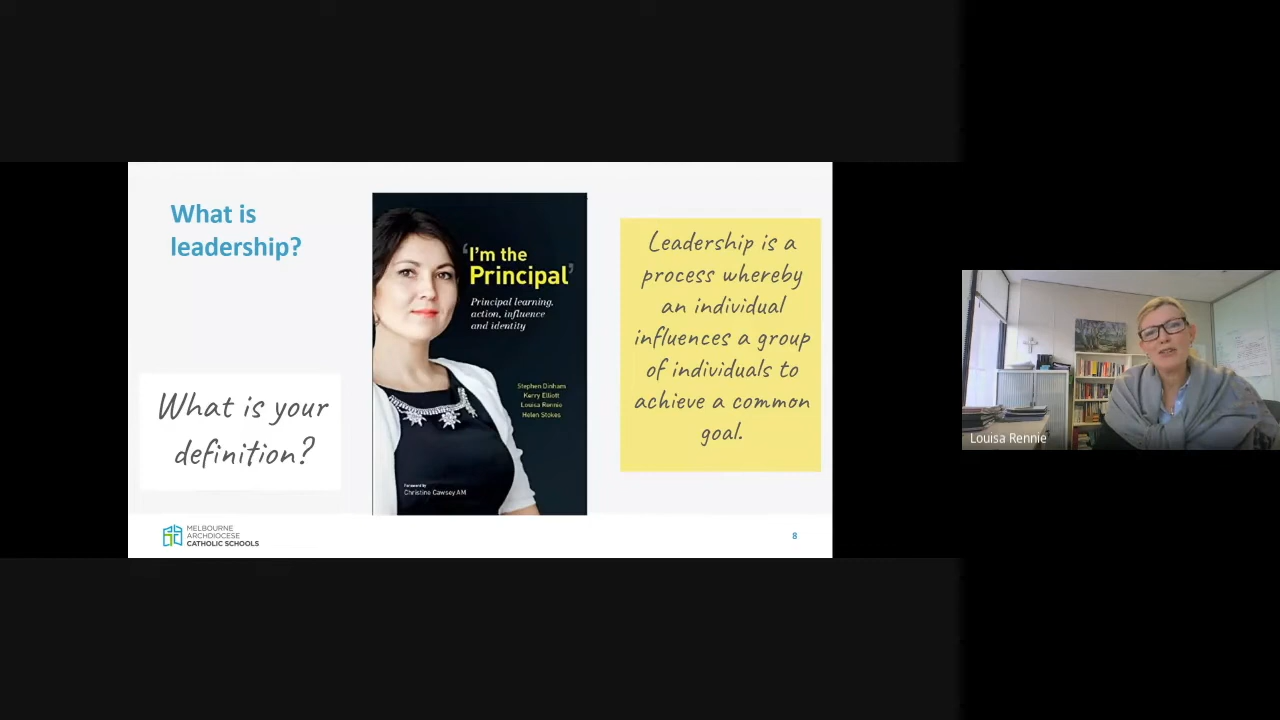 What is
leadership?
What is your
definition?
‘I'm the
Principal’
Principal learning,
action, influence
and identity
Stephen Dinham
Kerry Elliott
Louisa Rennie
Helen Stokes
Foreword by
Christine Cawsey AM
Leadership is a
process whereby
an individual
influences a group
of individuals to
achieve a common
goal.
MELBOURNE
ARCHDIOCESE
CATHOLIC SCHOOLS
8
Louisa Rennie